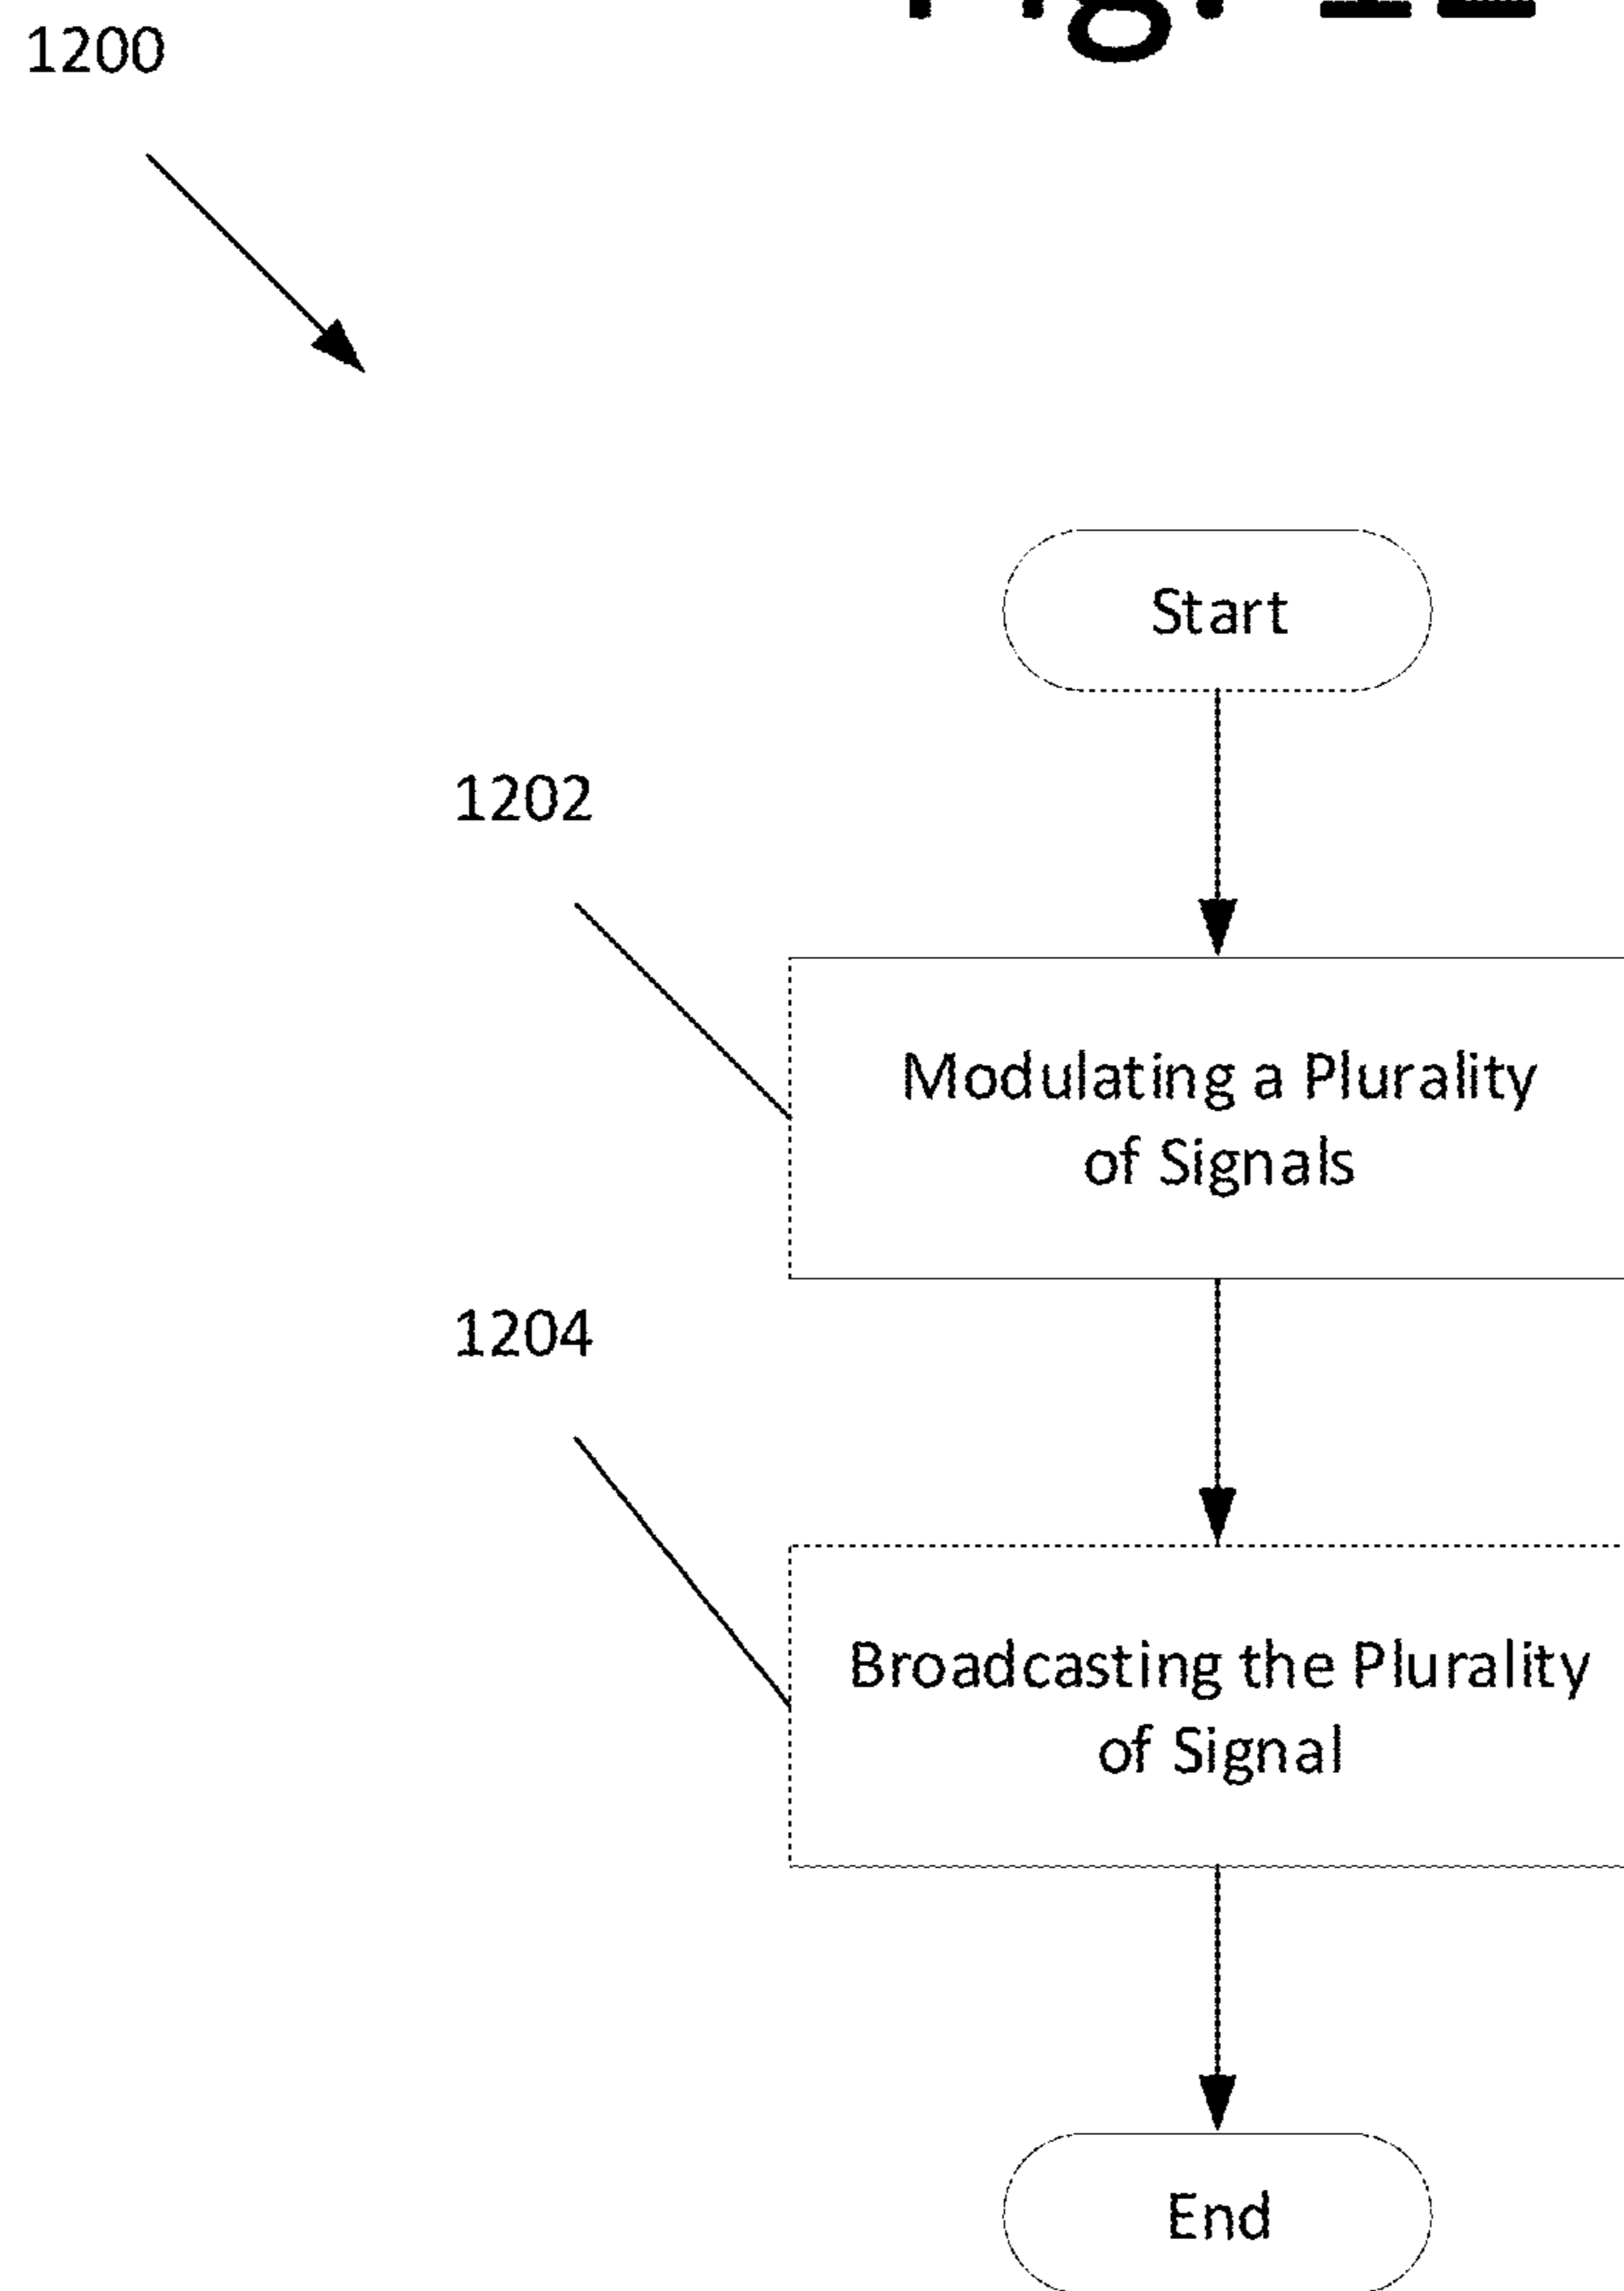 1200
Start
1202
Modulating a Plurality
of Signals
1204
Broadcasting the Plurality
of Signal
End